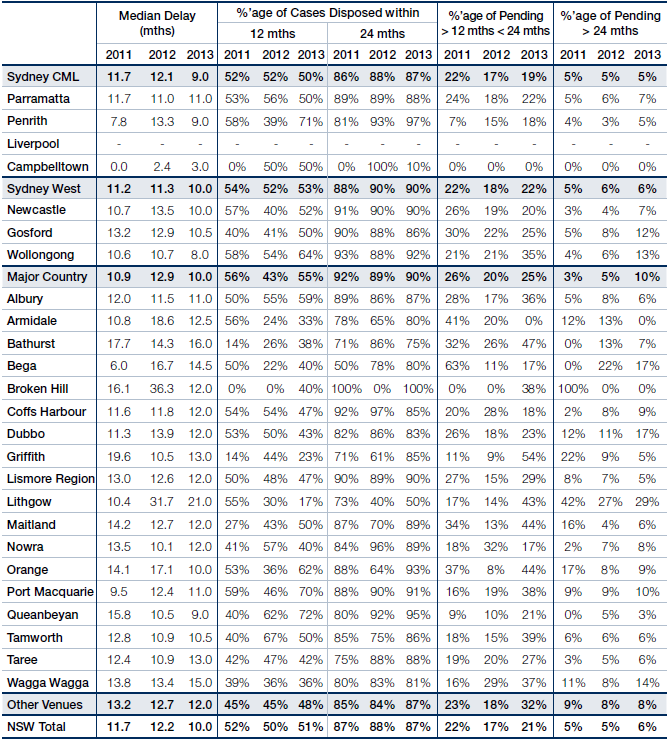 Median Delay (mths) %'age of Cases Disposed within %'age of Pending > 12 mths < 24 mths %'age of Pending > 24 mths
12 mths 24 mths
2011 2012 2013 2011 2012 2013 2011 2012 2013 2011 2012 2013 2011 2012 2013
Sydney CML 11.7 12.1 9.0 52% 52% 50% 86% 88% 87% 22% 17% 19% 5% 5% 5%
Parramatta 11.7 11.0 11.0 53% 56% 50% 89% 89% 88% 24% 18% 22% 5% 6% 7%
Penrith 7.8 13.3 9.0 58% 39% 71% 81% 93% 97% 7% 15% 18% 4% 3% 5%
Liverpool - - - - - - - - - - - - - - -
Campbelltown 0.0 2.4 3.0 0% 50% 50% 0% 100% 10% 0% 0% 0% 0% 0% 0%
Sydney West 11.2 11.3 10.0 54% 52% 53% 88% 90% 90% 22% 18% 22% 5% 6% 6%
Newcastle 10.7 13.5 10.0 57% 40% 52% 91% 90% 90% 26% 19% 20% 3% 4% 7%
Gosford 13.2 12.9 10.5 40% 41% 50% 90% 88% 86% 30% 22% 25% 5% 8% 12%
Wollongong 10.6 10.7 8.0 58% 54% 64% 93% 88% 92% 21% 21% 35% 4% 6% 13%
Major Country 10.9 12.9 10.0 56% 43% 55% 92% 89% 90% 26% 20% 25% 3% 5% 10%
Albury 12.0 11.5 11.0 50% 55% 59% 89% 86% 87% 28% 17% 36% 5% 8% 6%
Armidale 10.8 18.6 12.5 56% 24% 33% 78% 65% 80% 41% 20% 0% 12% 13% 0%
Bathurst 17.7 14.3 16.0 14% 26% 38% 71% 86% 75% 32% 26% 47% 0% 13% 7%
Bega 6.0 16.7 14.5 50% 22% 40% 50% 78% 80% 63% 11% 17% 0% 22% 17%
Broken Hill 16.1 36.3 12.0 0% 0% 40% 100% 0% 100% 0% 0% 38% 100% 0% 0%
Coffs Harbour 11.6 11.8 12.0 54% 54% 47% 92% 97% 85% 20% 28% 18% 2% 8% 9%
Dubbo 11.3 13.9 12.0 53% 50% 43% 82% 86% 83% 26% 18% 23% 12% 11% 17%
Griffith 19.6 10.5 13.0 14% 44% 23% 71% 61% 85% 11% 9% 54% 22% 9% 5%
Lismore Region 13.0 12.6 12.0 50% 48% 47% 90% 89% 90% 27% 15% 29% 8% 7% 5%
Lithgow 10.4 31.7 21.0 55% 30% 17% 73% 40% 50% 17% 14% 43% 42% 27% 29%
Maitland 14.2 12.7 12.0 27% 43% 50% 87% 70% 89% 34% 13% 44% 16% 4% 6%
Nowra 13.5 10.1 12.0 41% 57% 40% 84% 96% 89% 18% 32% 17% 2% 7% 8%
Orange 14.1 17.1 10.0 53% 36% 62% 88% 64% 93% 37% 8% 44% 17% 8% 9%
Port Macquarie 9.5 12.4 11.0 59% 46% 70% 88% 90% 91% 16% 19% 38% 9% 9% 10%
Queanbeyan 15.8 10.5 9.0 40% 62% 72% 80% 92% 95% 9% 10% 21% 0% 5% 3%
Tamworth 12.8 10.9 10.5 40% 67% 50% 85% 75% 86% 18% 15% 39% 6% 6% 6%
Taree 12.4 10.9 13.0 42% 47% 42% 75% 88% 88% 19% 20% 27% 3% 5% 6%
Wagga Wagga 13.8 13.4 15.0 39% 36% 36% 80% 83% 81% 16% 29% 37% 11% 8% 14%
Other Venues 13.2 12.7 12.0 45% 45% 48% 85% 84% 87% 23% 18% 32% 9% 8% 8%
NSW Total 11.7 12.2 10.0 52% 50% 51% 87% 88% 87% 22% 17% 21% 5% 5% 6%